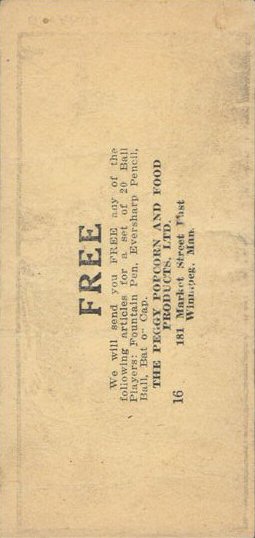 FREE
We will send you FREE any of the
following articles for a set of 20 Ball
Players: Fountain Pen, Eversharp Pencil,
Ball, Bat or Cap.
THE PEGGY POPCORN AND FOOD
PRODUCTS, LTD.
16 181 Market Street East
Winnipeg, Man.